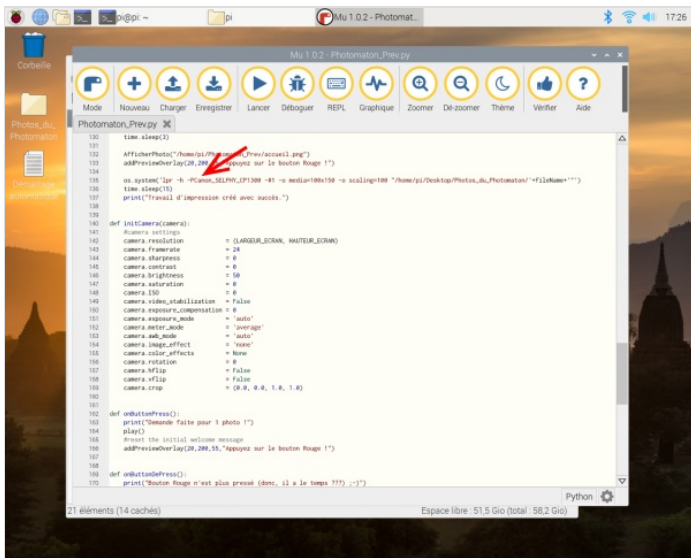 pi@pi: ~
pi
Mu 1.0.2 - Photomat...
17:26
Corbeille
Photos_du_
Photomaton
Démarrage
automatique
Mu 1.0.2 - Photomaton_Prev.py
Mode Nouveau Charger Enregistrer Lancer Déboguer REPL Graphique Zoomer Dé-zoomer Thème Vérifier Aide
Photomaton_Prev.py
130 time.sleep(3)
131
132 AfficherPhoto("/home/pi/Photomaton_Prev/accueil.png")
133 addPreviewOverlay(20,200,55,"Appuyez sur le bouton Rouge !")
134
135 os.system('lpr -h -PCanon_SELPHY_CP1300 -#1 -o media=100x150 -o scaling=100 "/home/pi/Desktop/Photos_du_Photomaton/'+fileName+'"')
136 time.sleep(15)
137 print("Travail d'impression créé avec succès.")
138
139
140 def initCamera(camera):
141 #camera settings
142 camera.resolution = (LARGEUR_ECRAN, HAUTEUR_ECRAN)
143 camera.framerate = 24
144 camera.sharpness = 0
145 camera.contrast = 0
146 camera.brightness = 50
147 camera.saturation = 0
148 camera.ISO = 0
149 camera.video_stabilization = False
150 camera.exposure_compensation = 0
151 camera.exposure_mode = 'auto'
152 camera.meter_mode = 'average'
153 camera.awb_mode = 'auto'
154 camera.image_effect = 'none'
155 camera.color_effects = None
156 camera.rotation = 0
157 camera.hflip = False
158 camera.vflip = False
159 camera.crop = (0.0, 0.0, 1.0, 1.0)
160
161
162 def onButtonPress():
163 print("Demande faite pour 1 photo !")
164 play()
165 #reset the initial welcome message
166 addPreviewOverlay(20,200,55,"Appuyez sur le bouton Rouge !")
167
168
169 def onButtonDePress():
170 print("Bouton Rouge n'est plus pressé (donc, il a le temps ???) ;-)")
Python
21 éléments (14 cachés)
Espace libre : 51,5 Gio (total : 58,2 Gio)